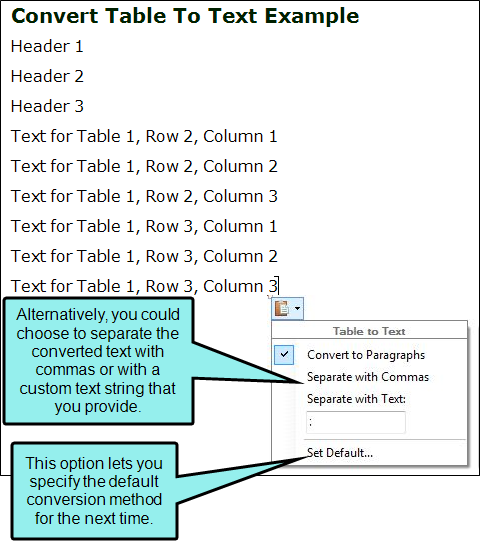 Convert Table To Text Example
Header 1
Header 2
Header 3
Text for Table 1, Row 2, Column 1
Text for Table 1, Row 2, Column 2
Text for Table 1, Row 2, Column 3
Text for Table 1, Row 3, Column 1
Text for Table 1, Row 3, Column 2
Text for Table 1, Row 3, Column 3
Alternatively, you could
choose to separate the
converted text with
commas or with a
custom text string that
you provide.
Table to Text
Convert to Paragraphs
Separate with Commas
Separate with Text:
;
Set Default...
This option lets you
specify the default
conversion method
for the next time.